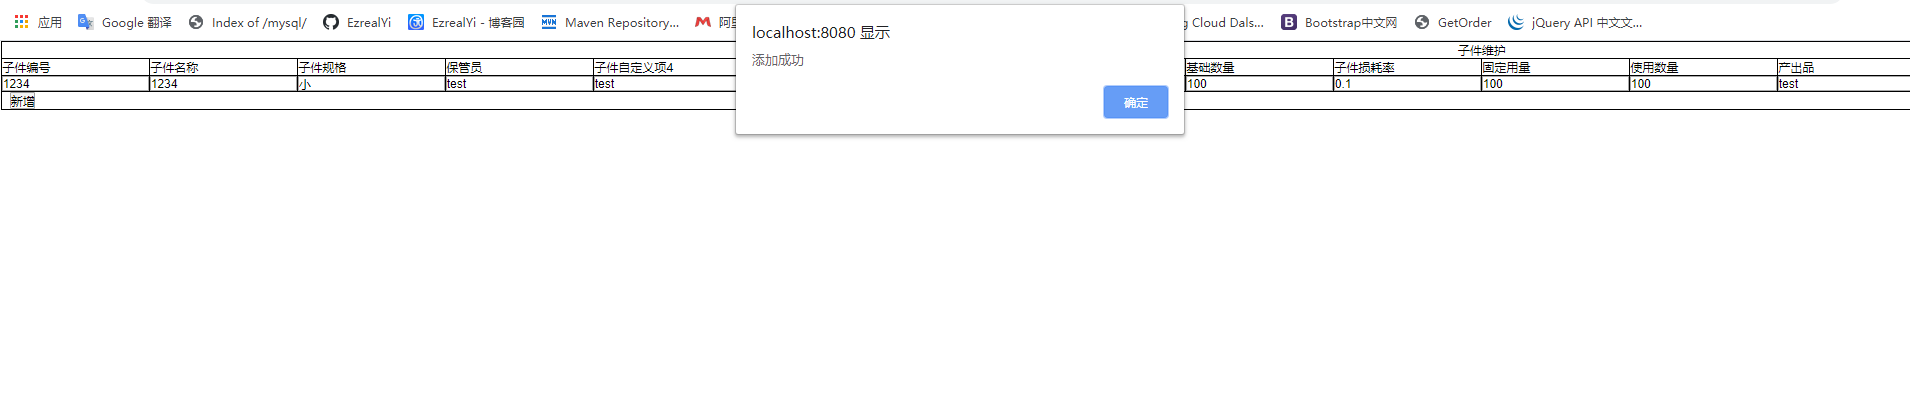 应用 Google 翻译 Index of /mysql/ EzrealYi EzrealYi - 博客园 Maven Repository... 阿里 g Cloud Dals... Bootstrap中文网 GetOrder jQuery API 中文文...
localhost:8080 显示
添加成功
确定
子件维护
子件编号 子件名称 子件规格 保管员 子件自定义项4 基础数量 子件损耗率 固定用量 使用数量 产出品
1234 1234 小 test test 100 0.1 100 100 test
新增